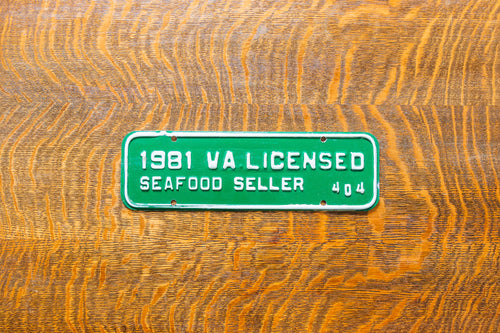 1981 VA LICENSED
SEAFOOD SELLER 404